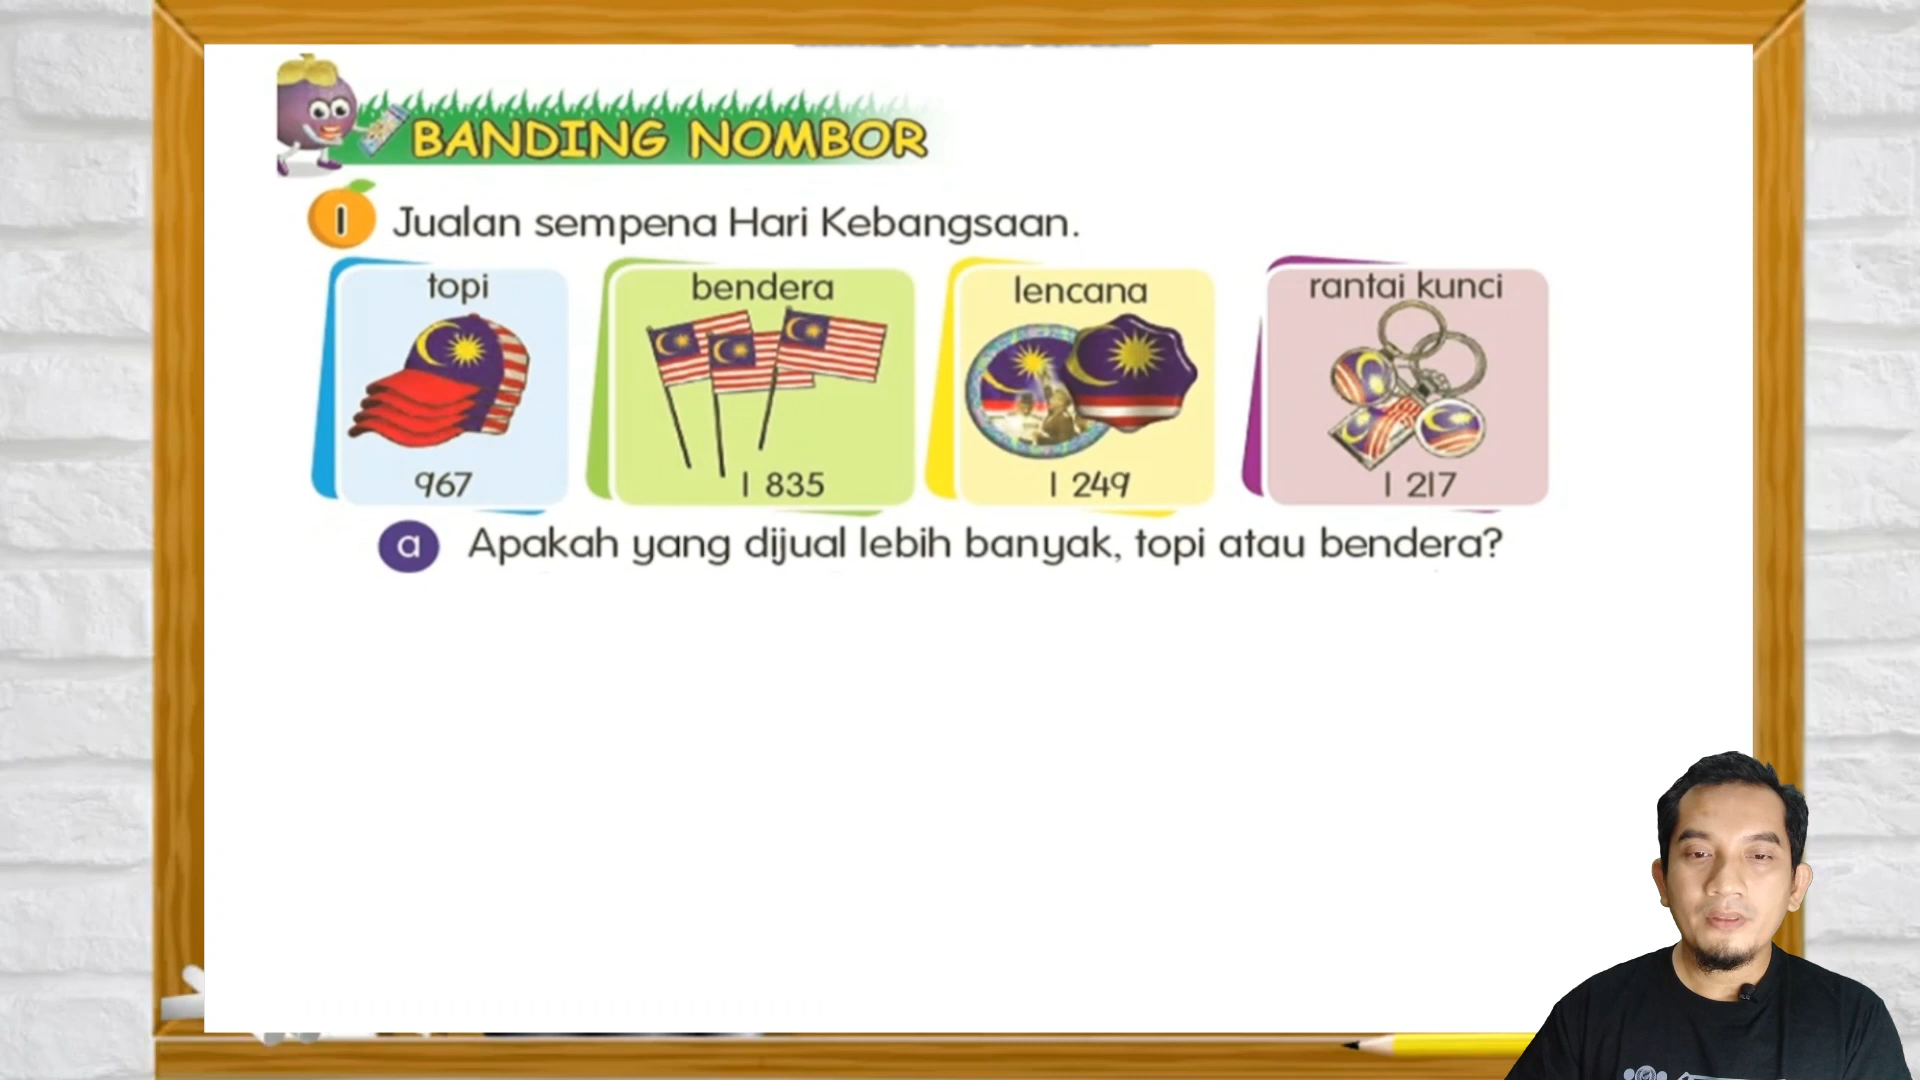 BANDING NOMBOR
1 Jualan sempena Hari Kebangsaan.
topi bendera lencana rantai kunci
967 1 835 1 249 1 217
a Apakah yang dijual lebih banyak, topi atau bendera?